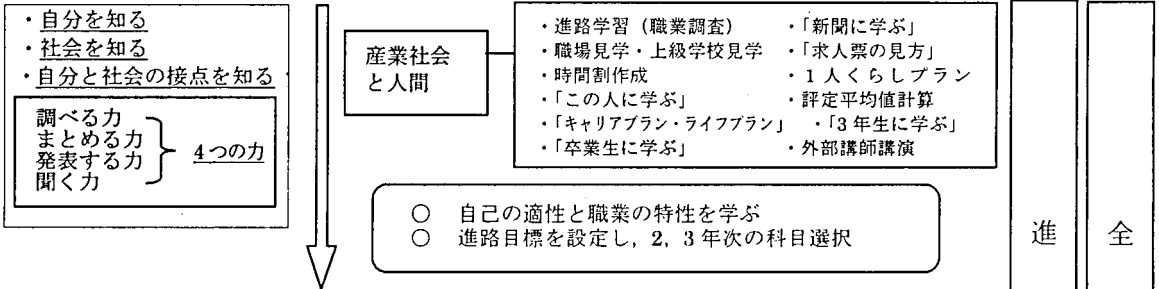 ・自分を知る
・社会を知る
・自分と社会の接点を知る
調べる力
まとめる力
発表する力
聞く力
4つの力
産業社会
と人間
・進路学習（職業調査）
・職場見学・上級学校見学
・時間割作成
・「この人に学ぶ」
・「キャリアプラン・ライフプラン」
・「卒業生に学ぶ」
・「新聞に学ぶ」
・「求人票の見方」
・1人くらしプラン
・評定平均値計算
・「3年生に学ぶ」
・外部講師講演
○ 自己の適性と職業の特性を学ぶ
○ 進路目標を設定し，2，3年次の科目選択
進
全